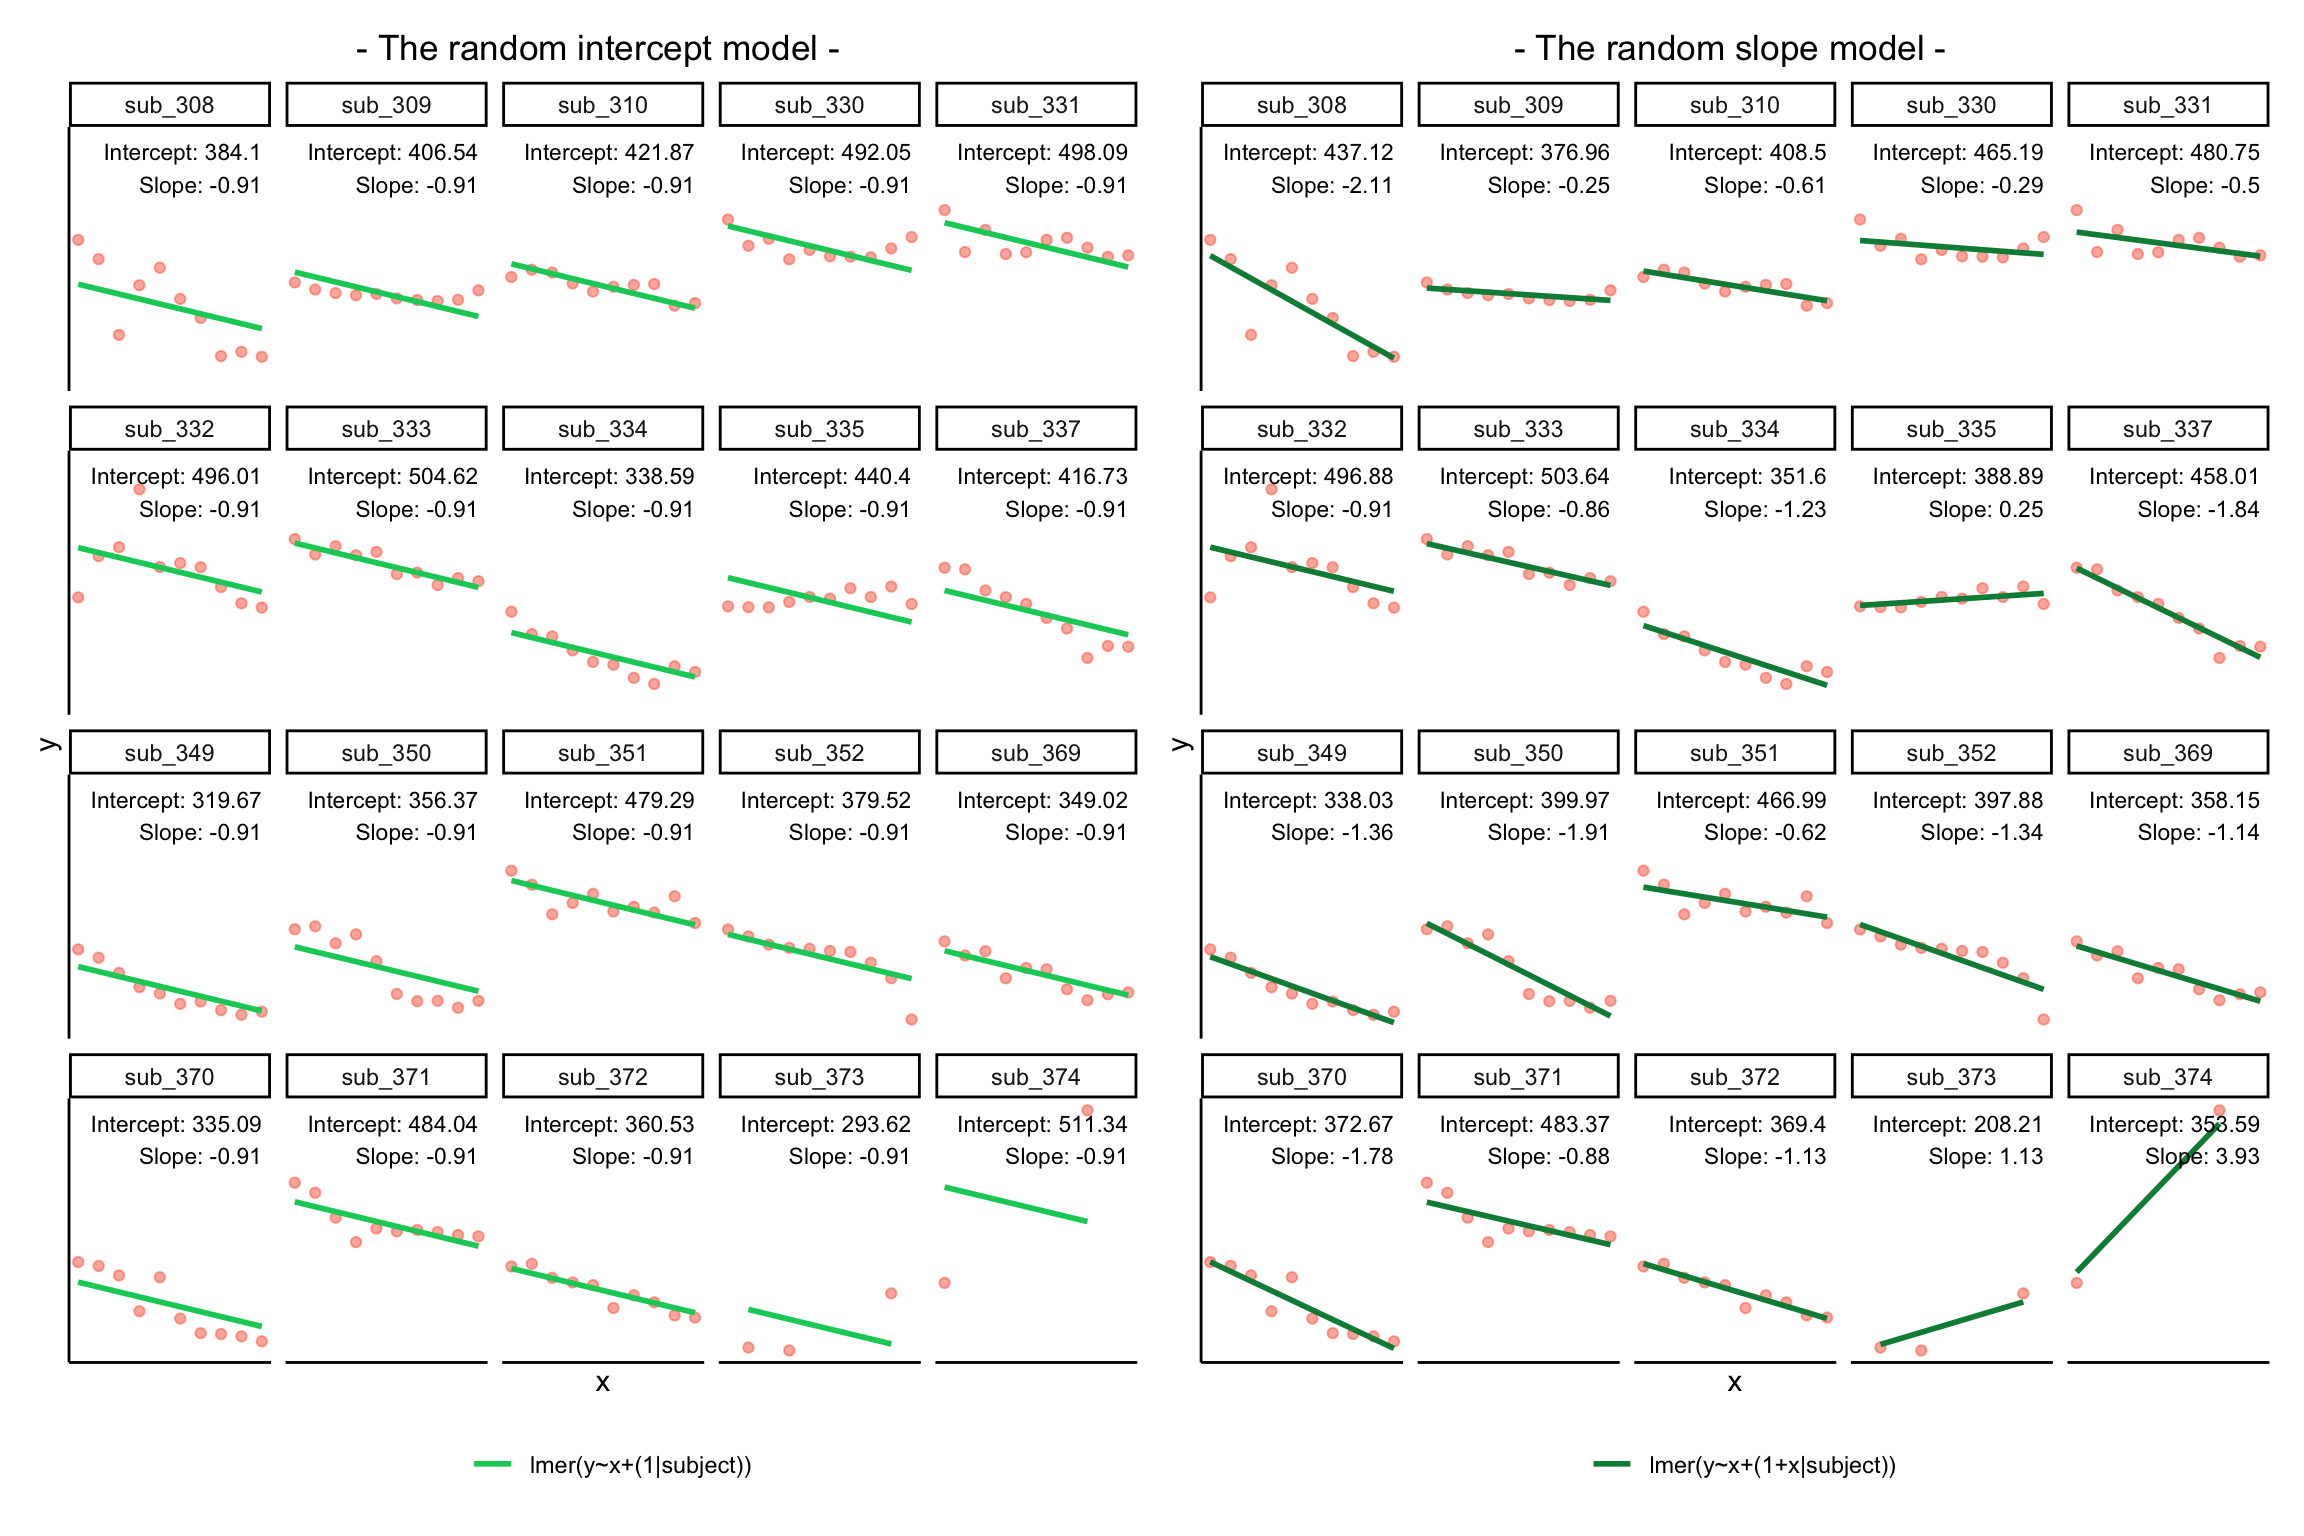 - The random intercept model -
sub_308 sub_309 sub_310 sub_330 sub_331
Intercept: 384.1 Intercept: 406.54 Intercept: 421.87 Intercept: 492.05 Intercept: 498.09
Slope: -0.91 Slope: -0.91 Slope: -0.91 Slope: -0.91 Slope: -0.91
sub_332 sub_333 sub_334 sub_335 sub_337
Intercept: 496.01 Intercept: 504.62 Intercept: 338.59 Intercept: 440.4 Intercept: 416.73
Slope: -0.91 Slope: -0.91 Slope: -0.91 Slope: -0.91 Slope: -0.91
y
sub_349 sub_350 sub_351 sub_352 sub_369
Intercept: 319.67 Intercept: 356.37 Intercept: 479.29 Intercept: 379.52 Intercept: 349.02
Slope: -0.91 Slope: -0.91 Slope: -0.91 Slope: -0.91 Slope: -0.91
sub_370 sub_371 sub_372 sub_373 sub_374
Intercept: 335.09 Intercept: 484.04 Intercept: 360.53 Intercept: 293.62 Intercept: 511.34
Slope: -0.91 Slope: -0.91 Slope: -0.91 Slope: -0.91 Slope: -0.91
x
lmer(y~x+(1|subject))
- The random slope model -
sub_308 sub_309 sub_310 sub_330 sub_331
Intercept: 437.12 Intercept: 376.96 Intercept: 408.5 Intercept: 465.19 Intercept: 480.75
Slope: -2.11 Slope: -0.25 Slope: -0.61 Slope: -0.29 Slope: -0.5
sub_332 sub_333 sub_334 sub_335 sub_337
Intercept: 496.88 Intercept: 503.64 Intercept: 351.6 Intercept: 388.89 Intercept: 458.01
Slope: -0.91 Slope: -0.86 Slope: -1.23 Slope: 0.25 Slope: -1.84
y
sub_349 sub_350 sub_351 sub_352 sub_369
Intercept: 338.03 Intercept: 399.97 Intercept: 466.99 Intercept: 397.88 Intercept: 358.15
Slope: -1.36 Slope: -1.91 Slope: -0.62 Slope: -1.34 Slope: -1.14
sub_370 sub_371 sub_372 sub_373 sub_374
Intercept: 372.67 Intercept: 483.37 Intercept: 369.4 Intercept: 208.21 Intercept: 353.59
Slope: -1.78 Slope: -0.88 Slope: -1.13 Slope: 1.13 Slope: 3.93
x
lmer(y~x+(1+x|subject))